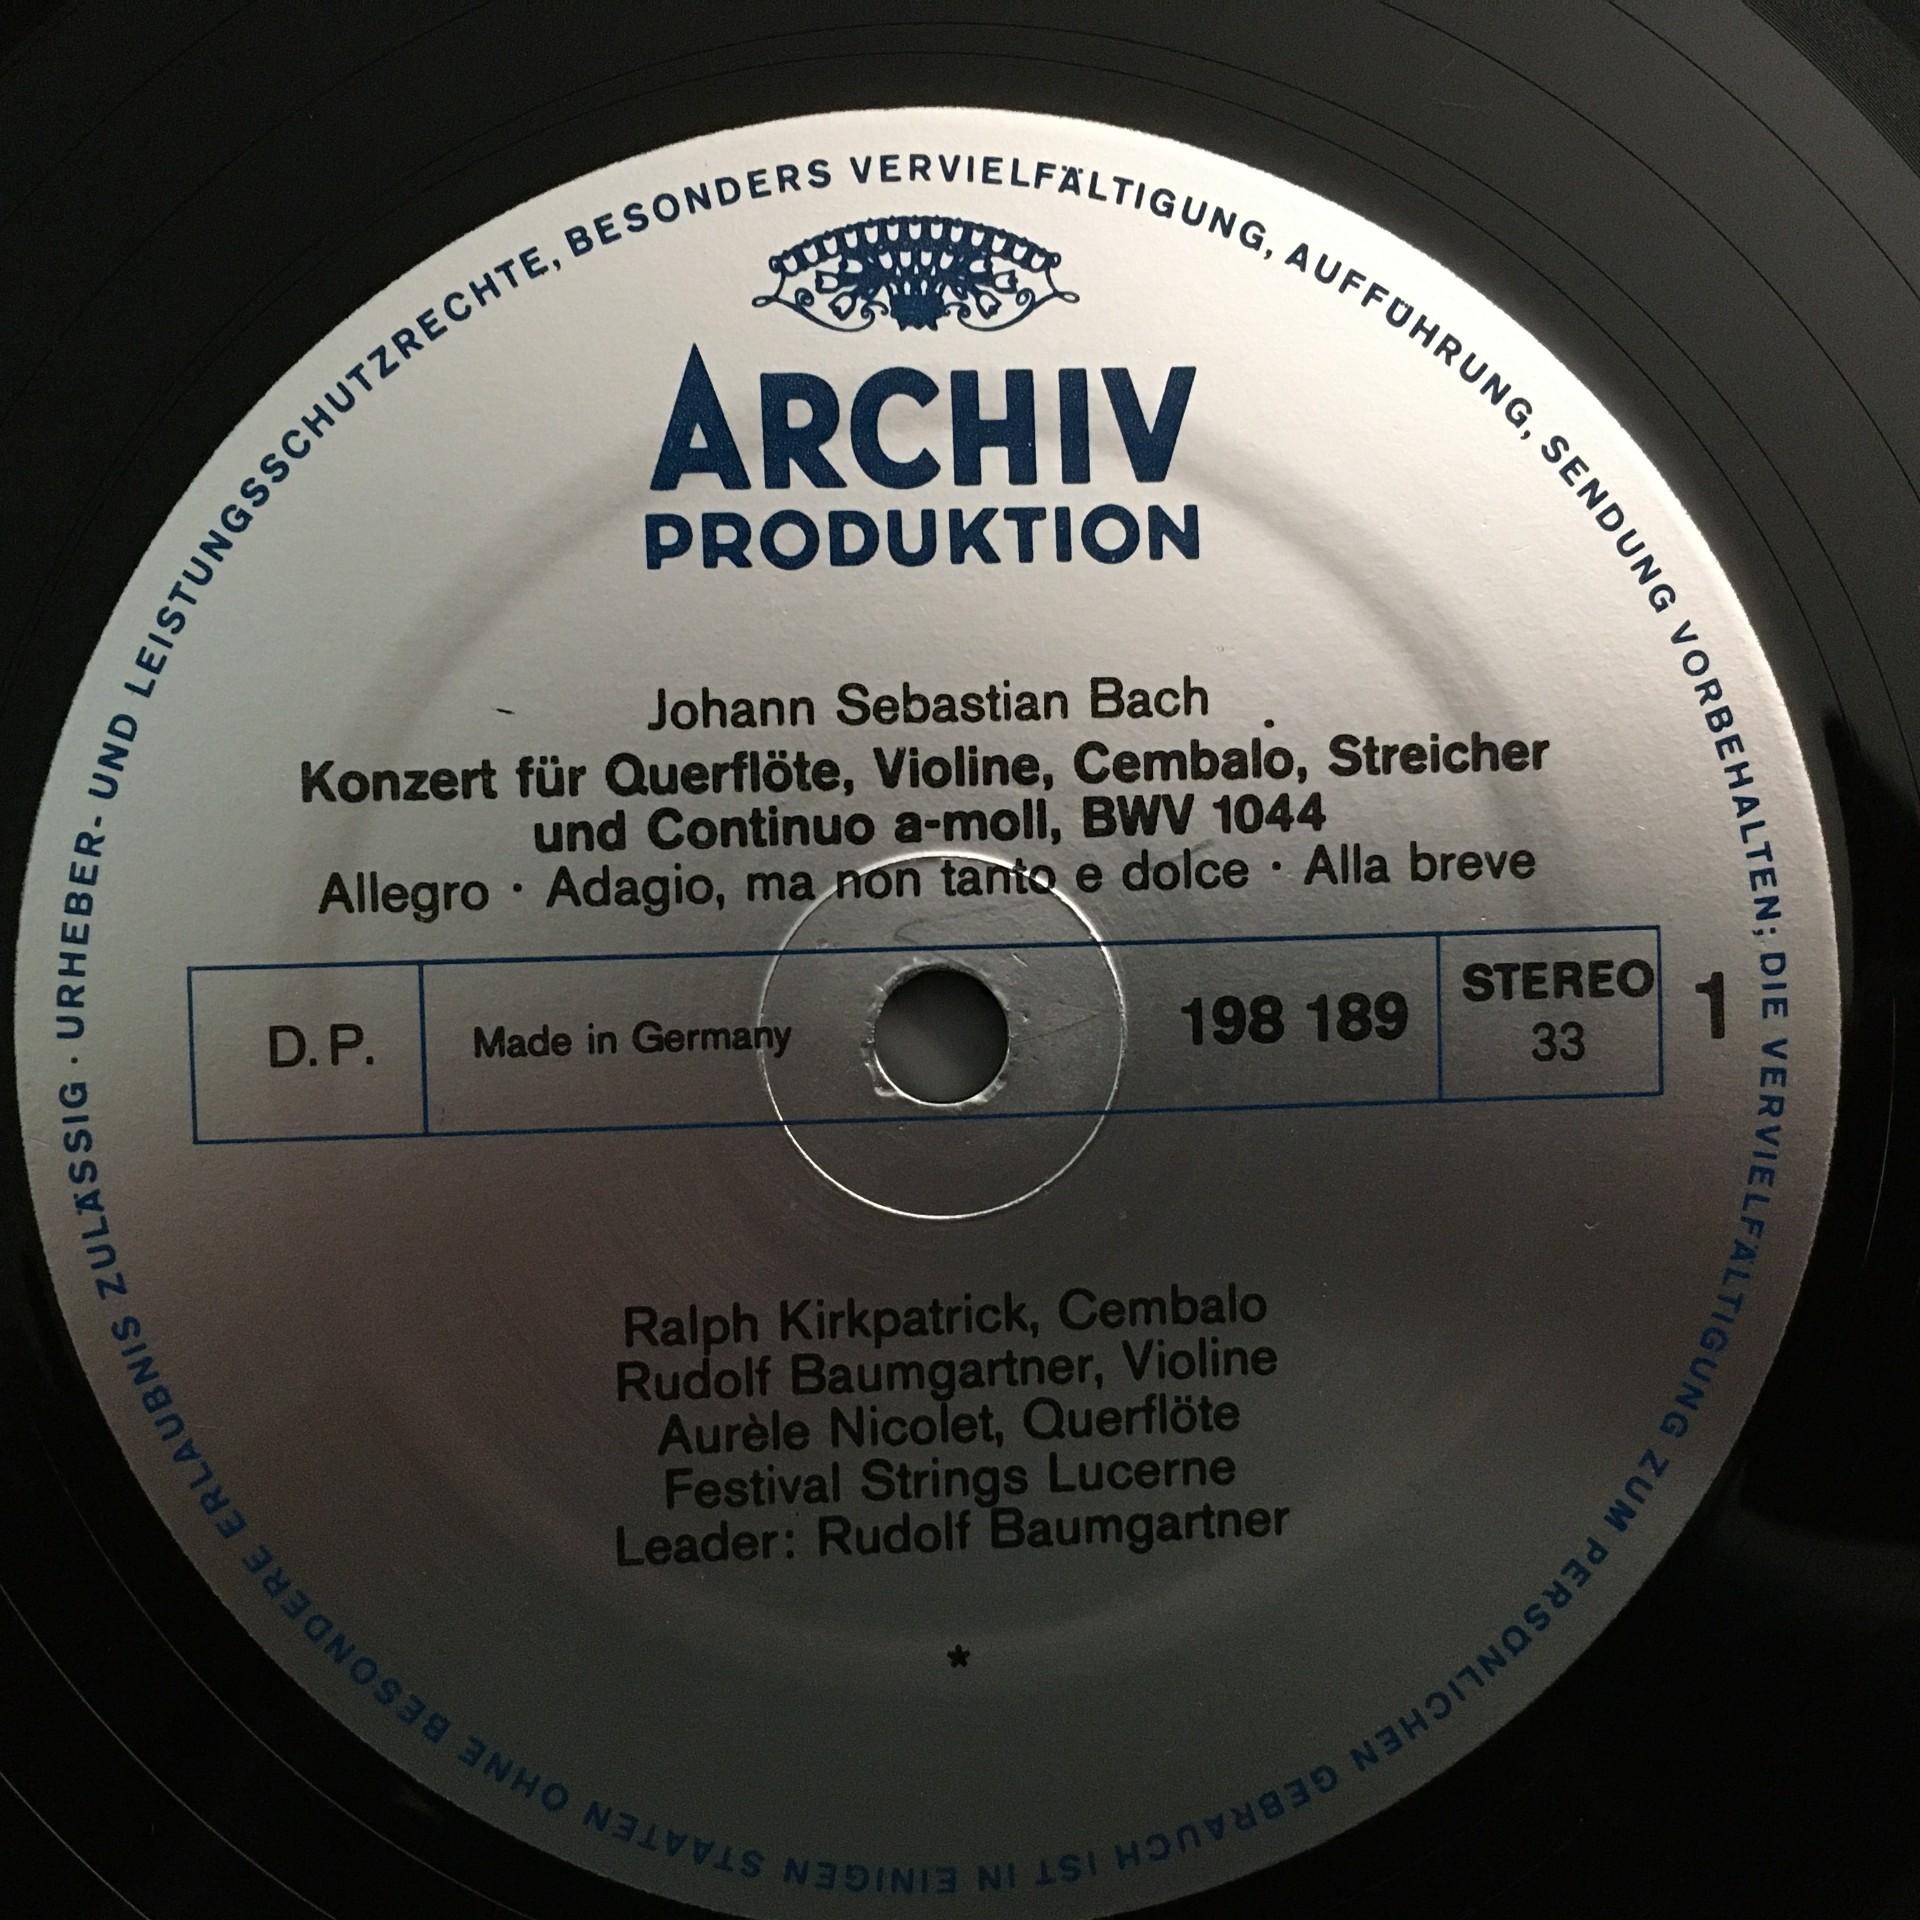 URHEBER- UND LEISTUNGSSCHUTZRECHTE, BESONDERS VERVIELFÄLTIGUNG, AUFFÜHRUNG, SENDUNG VORBEHALTEN; DIE VERVIELFÄLTIGUNG ZUM PERSÖNLICHEN GEBRAUCH IST IN EINIGEN STAATEN OHNE BESONDERE ERLAUBNIS ZULÄSSIG ·
ARCHIV
PRODUKTION
Johann Sebastian Bach
Konzert für Querflöte, Violine, Cembalo, Streicher
und Continuo a-moll, BWV 1044
Allegro · Adagio, ma non tanto e dolce · Alla breve
D.P.
Made in Germany
198 189
STEREO
33
1
Ralph Kirkpatrick, Cembalo
Rudolf Baumgartner, Violine
Aurèle Nicolet, Querflöte
Festival Strings Lucerne
Leader: Rudolf Baumgartner
*